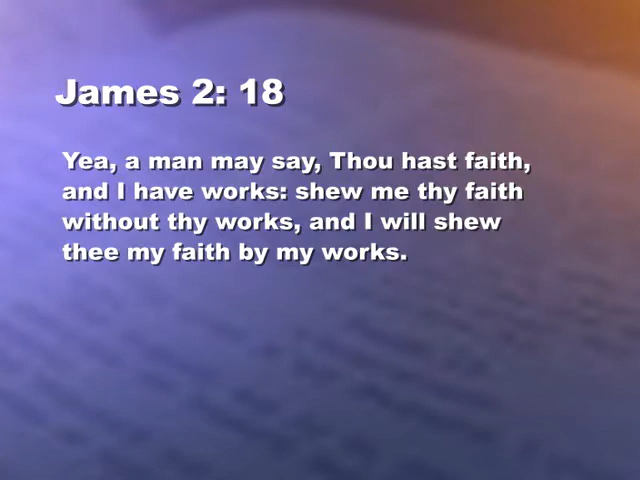 James 2: 18
Yea, a man may say, Thou hast faith,
and I have works: shew me thy faith
without thy works, and I will shew
thee my faith by my works.